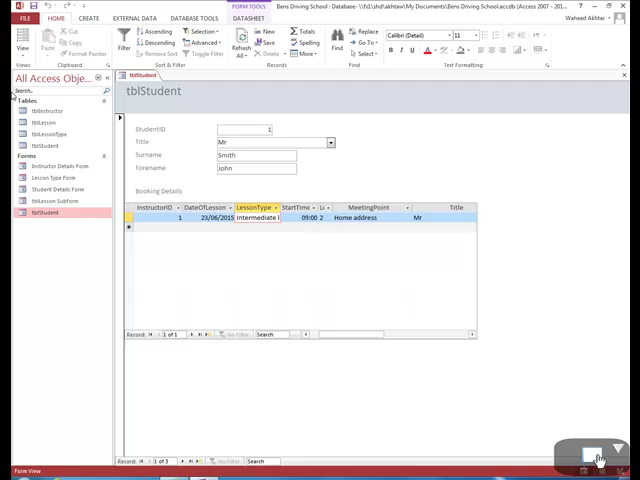 FORM TOOLS
Bens Driving School : Database- \\fs1\shd\akhtaw\My Documents\Bens Driving School.accdb (Access 2007 - 201...
FILE HOME CREATE EXTERNAL DATA DATABASE TOOLS DATASHEET Waheed Akhtar
View Paste Cut Copy Format Painter
Filter Ascending Descending Remove Sort Selection Advanced Toggle Filter
Refresh All New Save Delete Totals Spelling More
Find Replace Go To Select
Calibri (Detail) 11
B I U
Views Clipboard Sort & Filter Records Find Text Formatting
All Access Obje...
Search...
Tables
tblInstructor
tblLesson
tblLessonType
tblStudent
Forms
Instructor Details Form
Lesson Type Form
Student Details Form
tblLesson SubForm
tblStudent
tblStudent
tblStudent
StudentID 1
Title Mr
Surname Smith
Forename John
Booking Details
InstructorID DateOfLesson LessonType StartTime MeetingPoint Title
1 23/06/2015 Intermediate l 09:00 2 Home address Mr
Record: 1 of 1 No Filter Search
Record: 1 of 3 No Filter Search
Form View